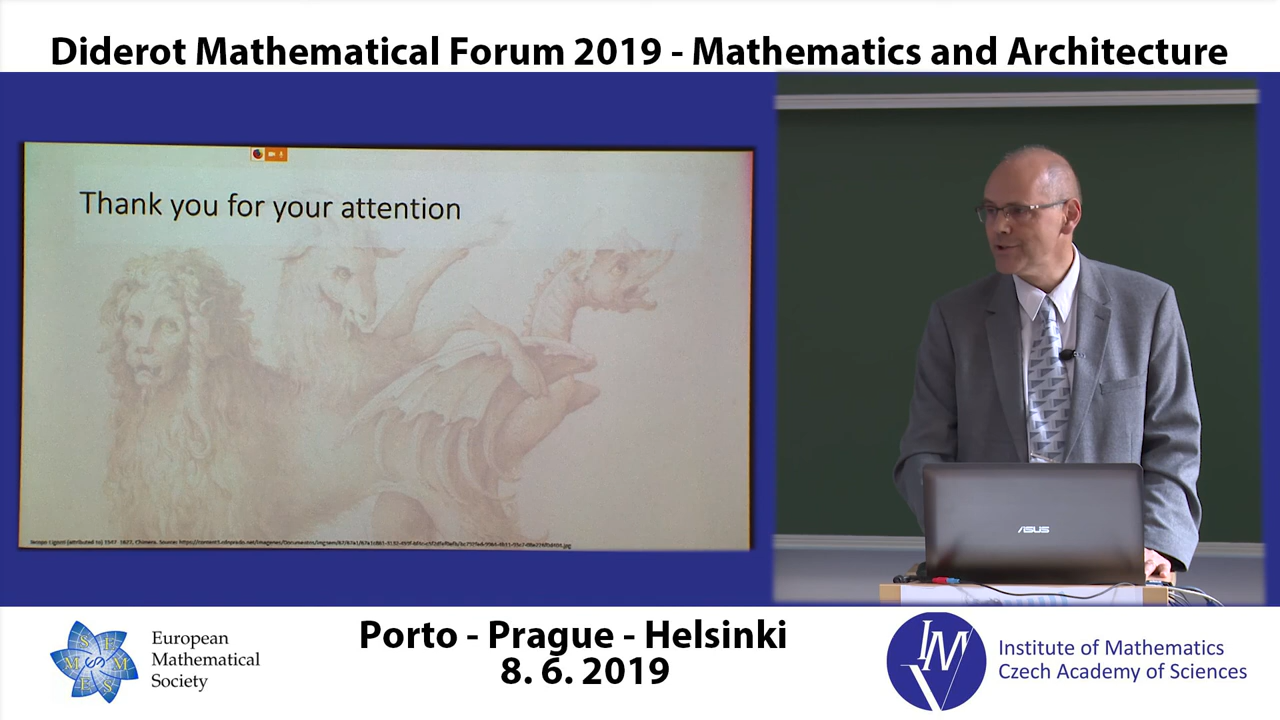 Diderot Mathematical Forum 2019 - Mathematics and Architecture
Thank you for your attention
ASUS
European
Mathematical
Society
Porto - Prague - Helsinki
8. 6. 2019
Institute of Mathematics
Czech Academy of Sciences